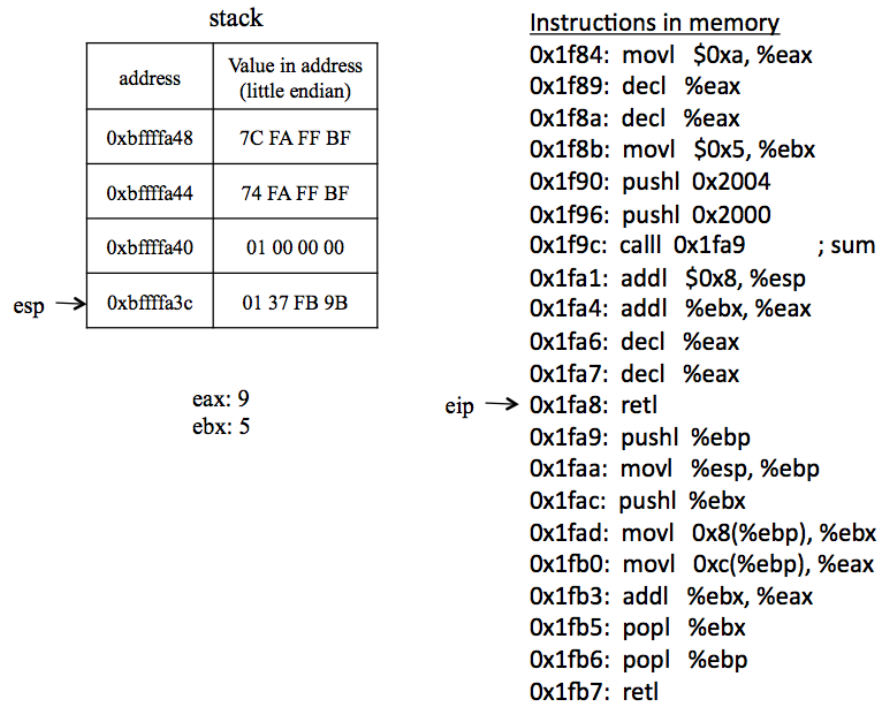 stack
address
Value in address
(little endian)
0xbffffa48 7C FA FF BF
0xbffffa44 74 FA FF BF
0xbffffa40 01 00 00 00
esp 0xbffffa3c 01 37 FB 9B
eax: 9
ebx: 5
Instructions in memory
0x1f84: movl $0xa, %eax
0x1f89: decl %eax
0x1f8a: decl %eax
0x1f8b: movl $0x5, %ebx
0x1f90: pushl 0x2004
0x1f96: pushl 0x2000
0x1f9c: calll 0x1fa9 ; sum
0x1fa1: addl $0x8, %esp
0x1fa4: addl %ebx, %eax
0x1fa6: decl %eax
0x1fa7: decl %eax
eip 0x1fa8: retl
0x1fa9: pushl %ebp
0x1faa: movl %esp, %ebp
0x1fac: pushl %ebx
0x1fad: movl 0x8(%ebp), %ebx
0x1fb0: movl 0xc(%ebp), %eax
0x1fb3: addl %ebx, %eax
0x1fb5: popl %ebx
0x1fb6: popl %ebp
0x1fb7: retl